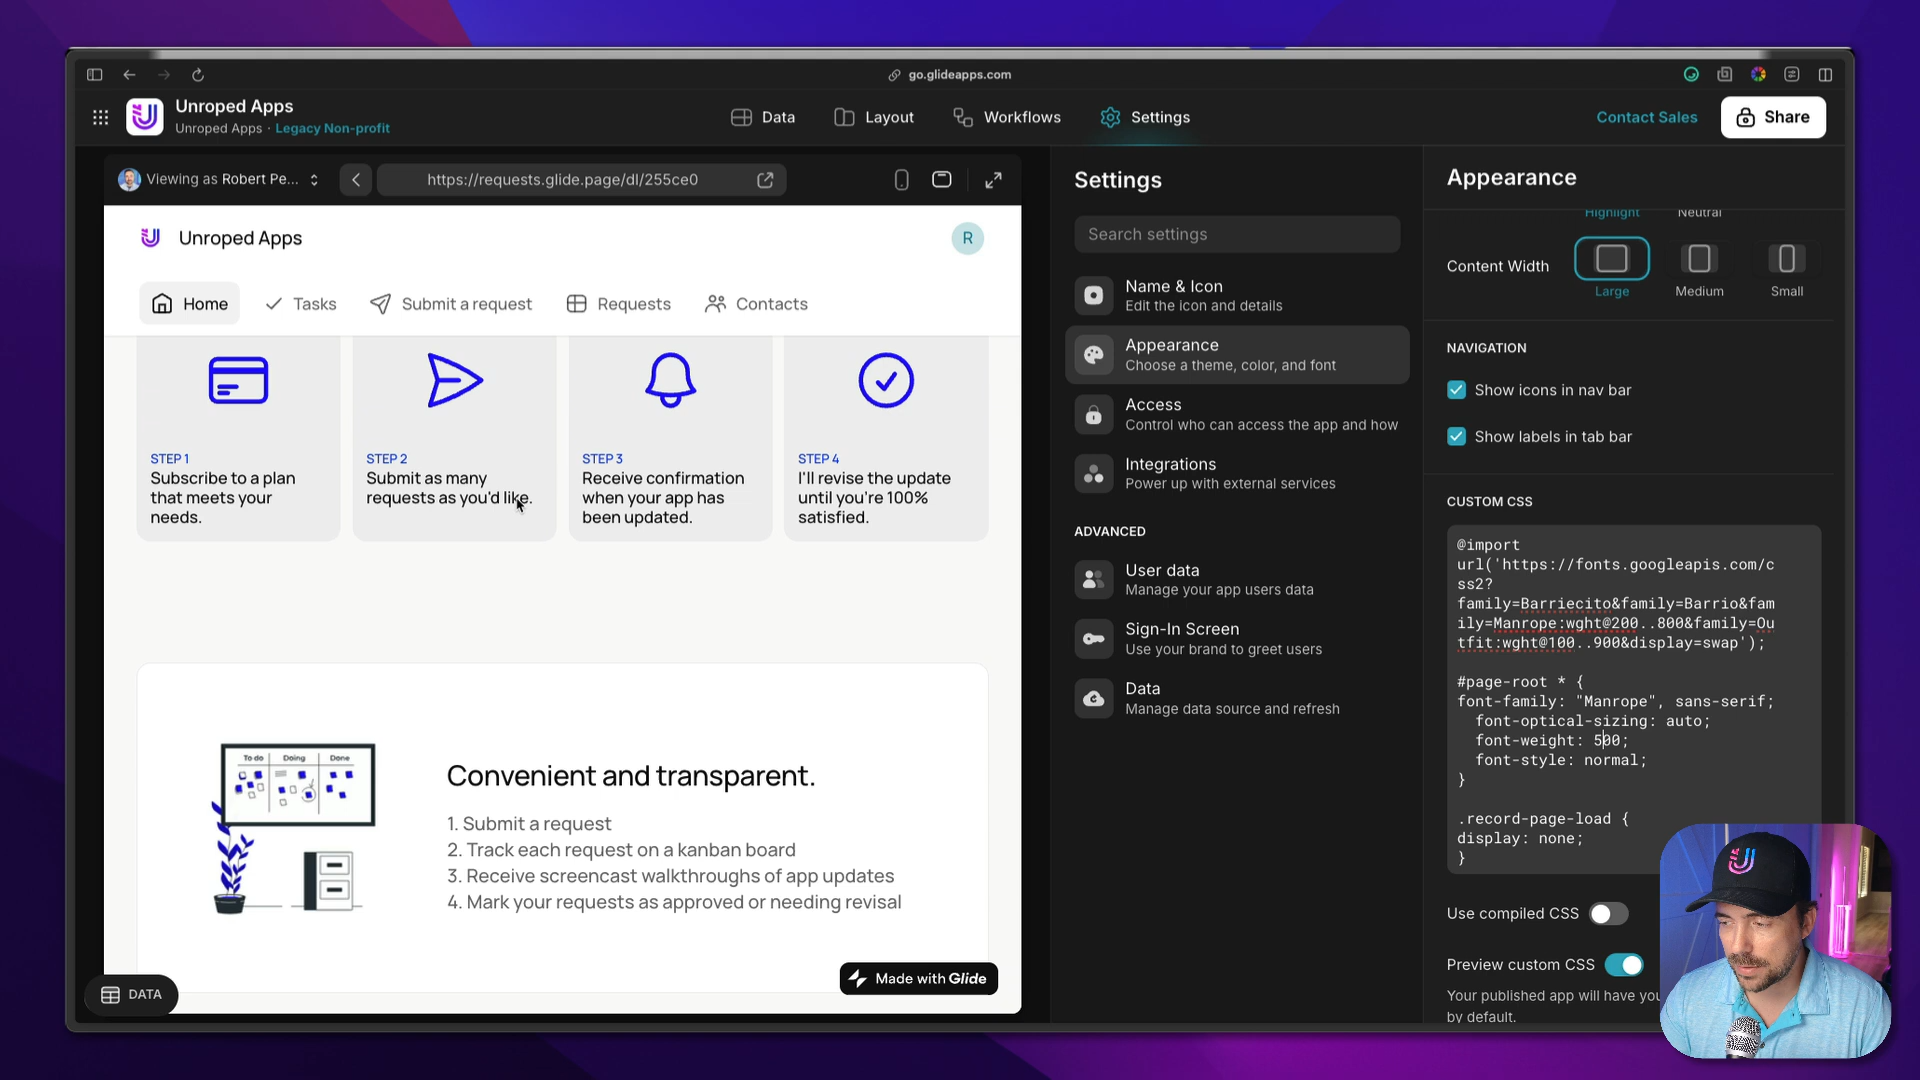 go.glideapps.com
Unroped Apps
Unroped Apps · Legacy Non-profit
Data
Layout
Workflows
Settings
Contact Sales
Share
Viewing as Robert Pe...
https://requests.glide.page/dl/255ce0
Unroped Apps
R
Home
Tasks
Submit a request
Requests
Contacts
STEP 1
Subscribe to a plan
that meets your
needs.
STEP 2
Submit as many
requests as you'd like.
STEP 3
Receive confirmation
when your app has
been updated.
STEP 4
I'll revise the update
until you're 100%
satisfied.
To do Doing Done
Convenient and transparent.
1. Submit a request
2. Track each request on a kanban board
3. Receive screencast walkthroughs of app updates
4. Mark your requests as approved or needing revisal
Made with Glide
DATA
Settings
Search settings
Name & Icon
Edit the icon and details
Appearance
Choose a theme, color, and font
Access
Control who can access the app and how
Integrations
Power up with external services
ADVANCED
User data
Manage your app users data
Sign-In Screen
Use your brand to greet users
Data
Manage data source and refresh
Appearance
Highlight
Neutral
Content Width
Large
Medium
Small
NAVIGATION
Show icons in nav bar
Show labels in tab bar
CUSTOM CSS
@import
url('https://fonts.googleapis.com/c
ss2?
family=Barriecito&family=Barrio&fam
ily=Manrope:wght@200..800&family=Ou
tfit:wght@100..900&display=swap');
#page-root * {
font-family: "Manrope", sans-serif;
font-optical-sizing: auto;
font-weight: 500;
font-style: normal;
}
.record-page-load {
display: none;
}
Use compiled CSS
Preview custom CSS
Your published app will have you
by default.